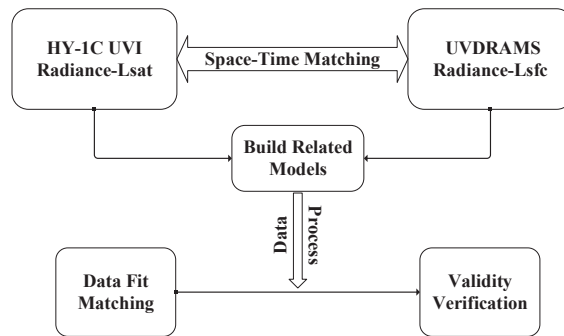 HY-1C UVI
Radiance-Lsat
Space-Time Matching
UVDRAMS
Radiance-Lsfc
Build Related
Models
Data
Process
Data Fit
Matching
Validity
Verification